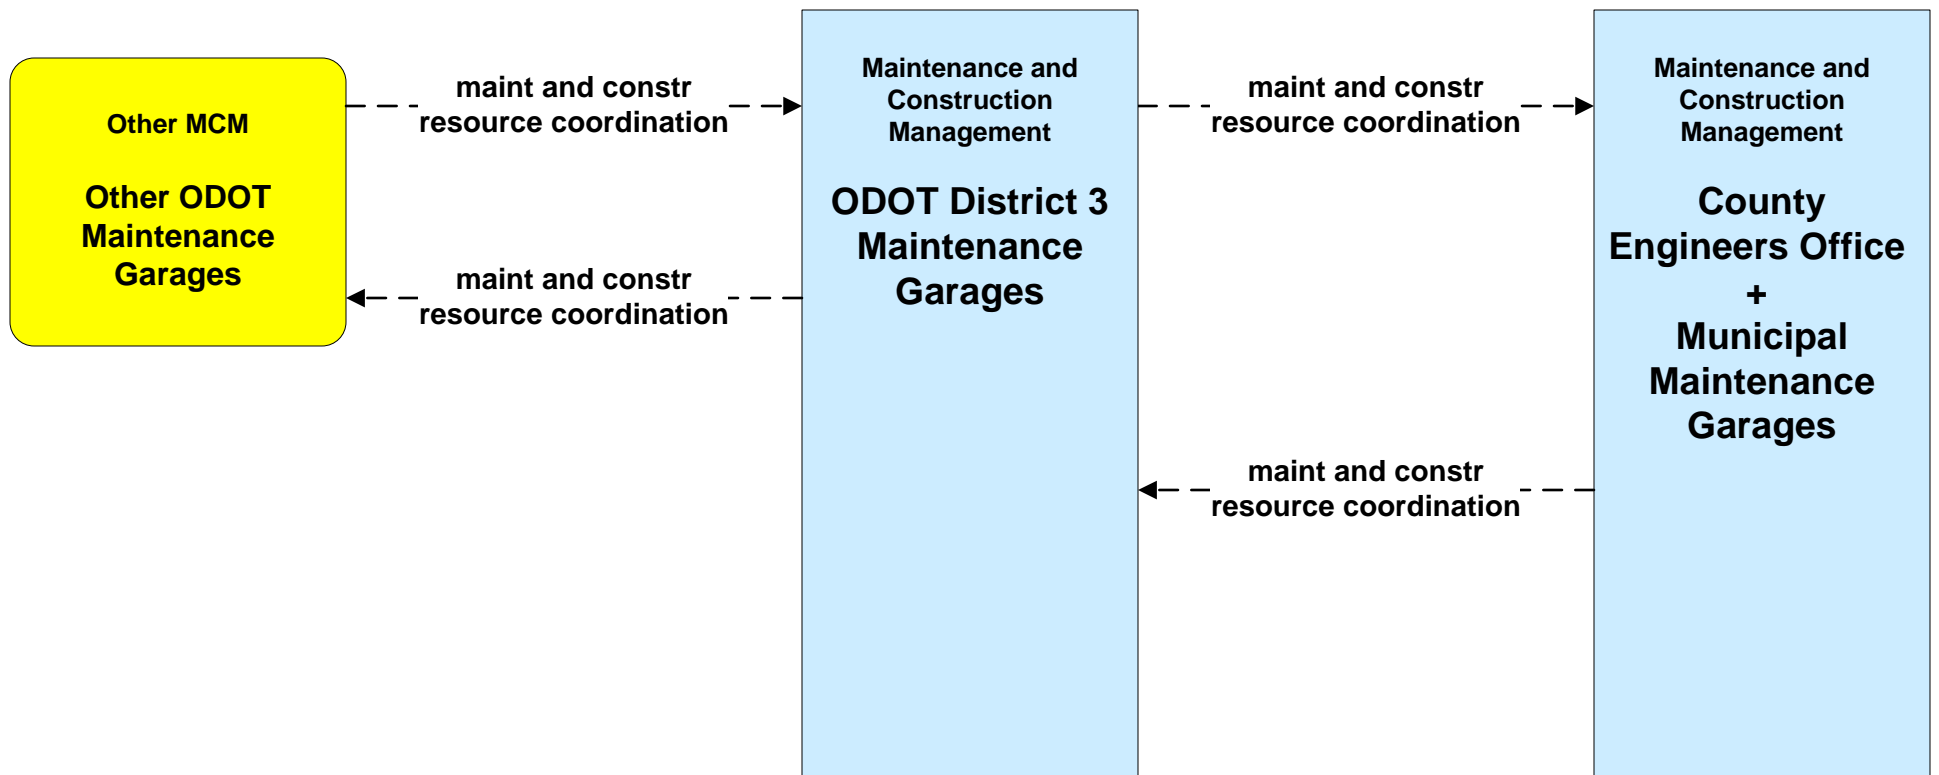 Other MCM
Other ODOT
Maintenance
Garages
maint and constr
resource coordination
maint and constr
resource coordination
Maintenance and
Construction
Management
ODOT District 3
Maintenance
Garages
maint and constr
resource coordination
maint and constr
resource coordination
Maintenance and
Construction
Management
County
Engineers Office
+
Municipal
Maintenance
Garages